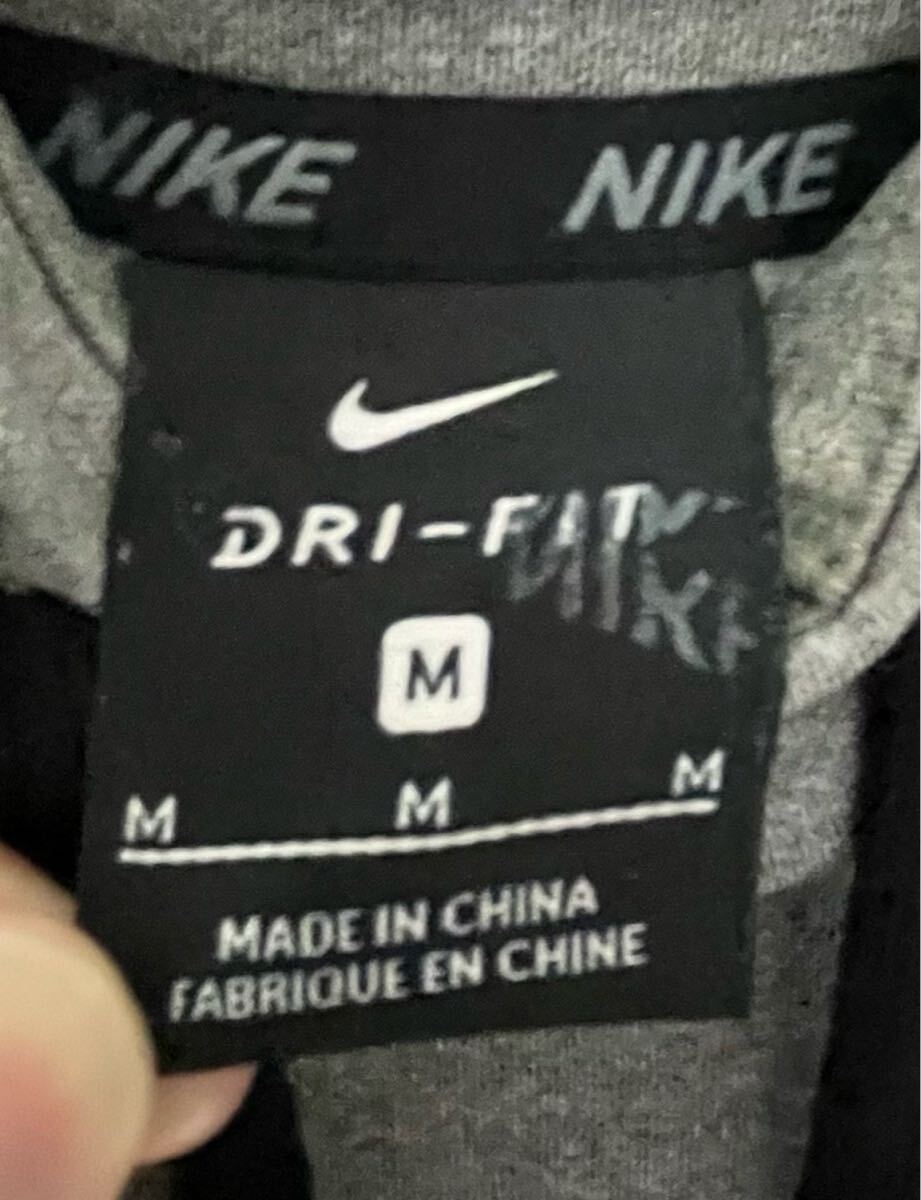 NIKE NIKE
DRI-FIT
M
M M M
MADE IN CHINA
FABRIQUE EN CHINE